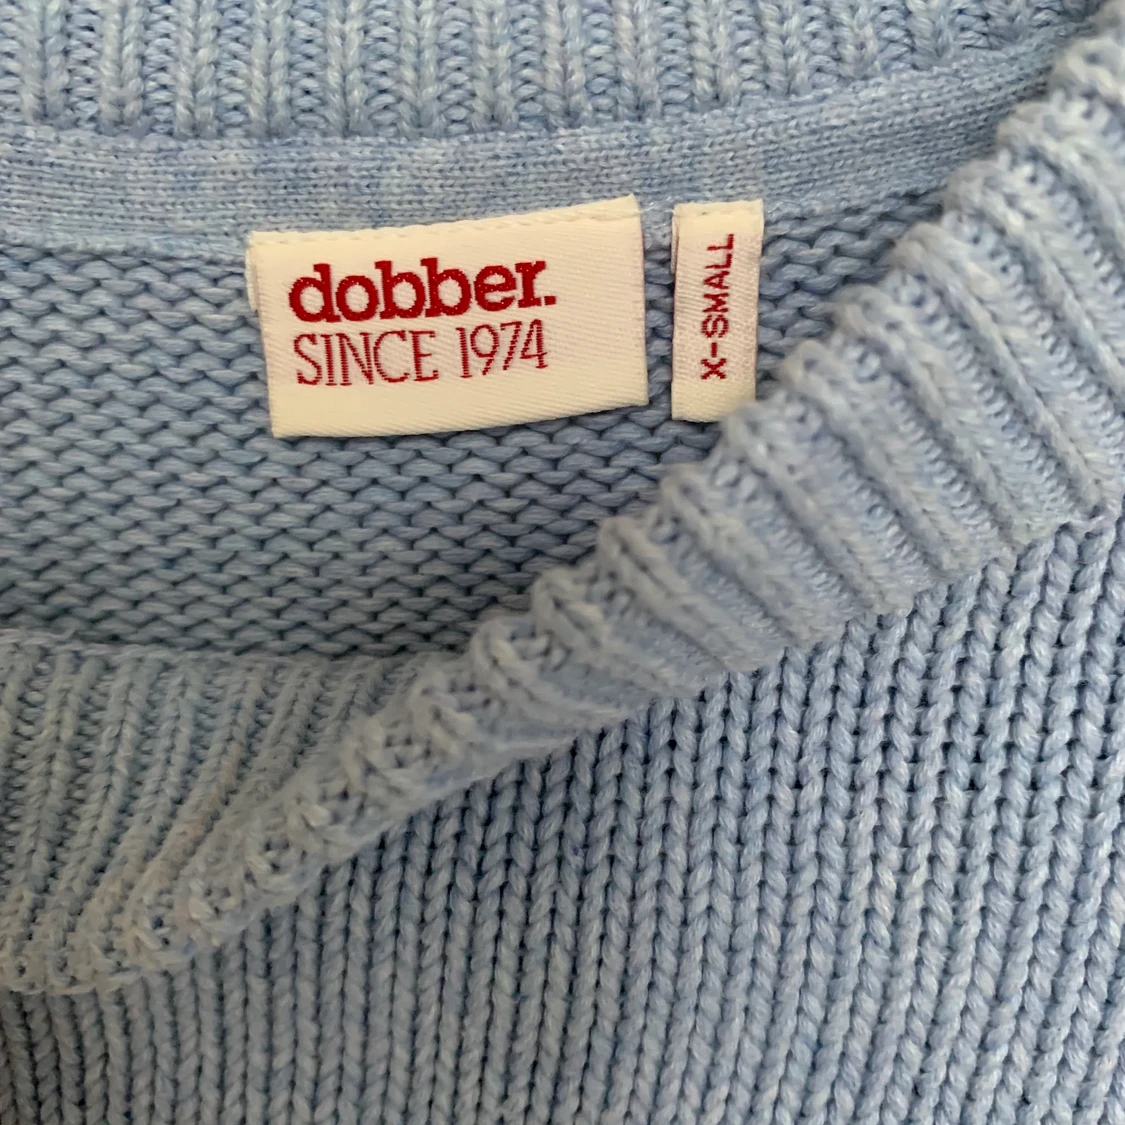 dobber.
SINCE 1974
X-SMALL